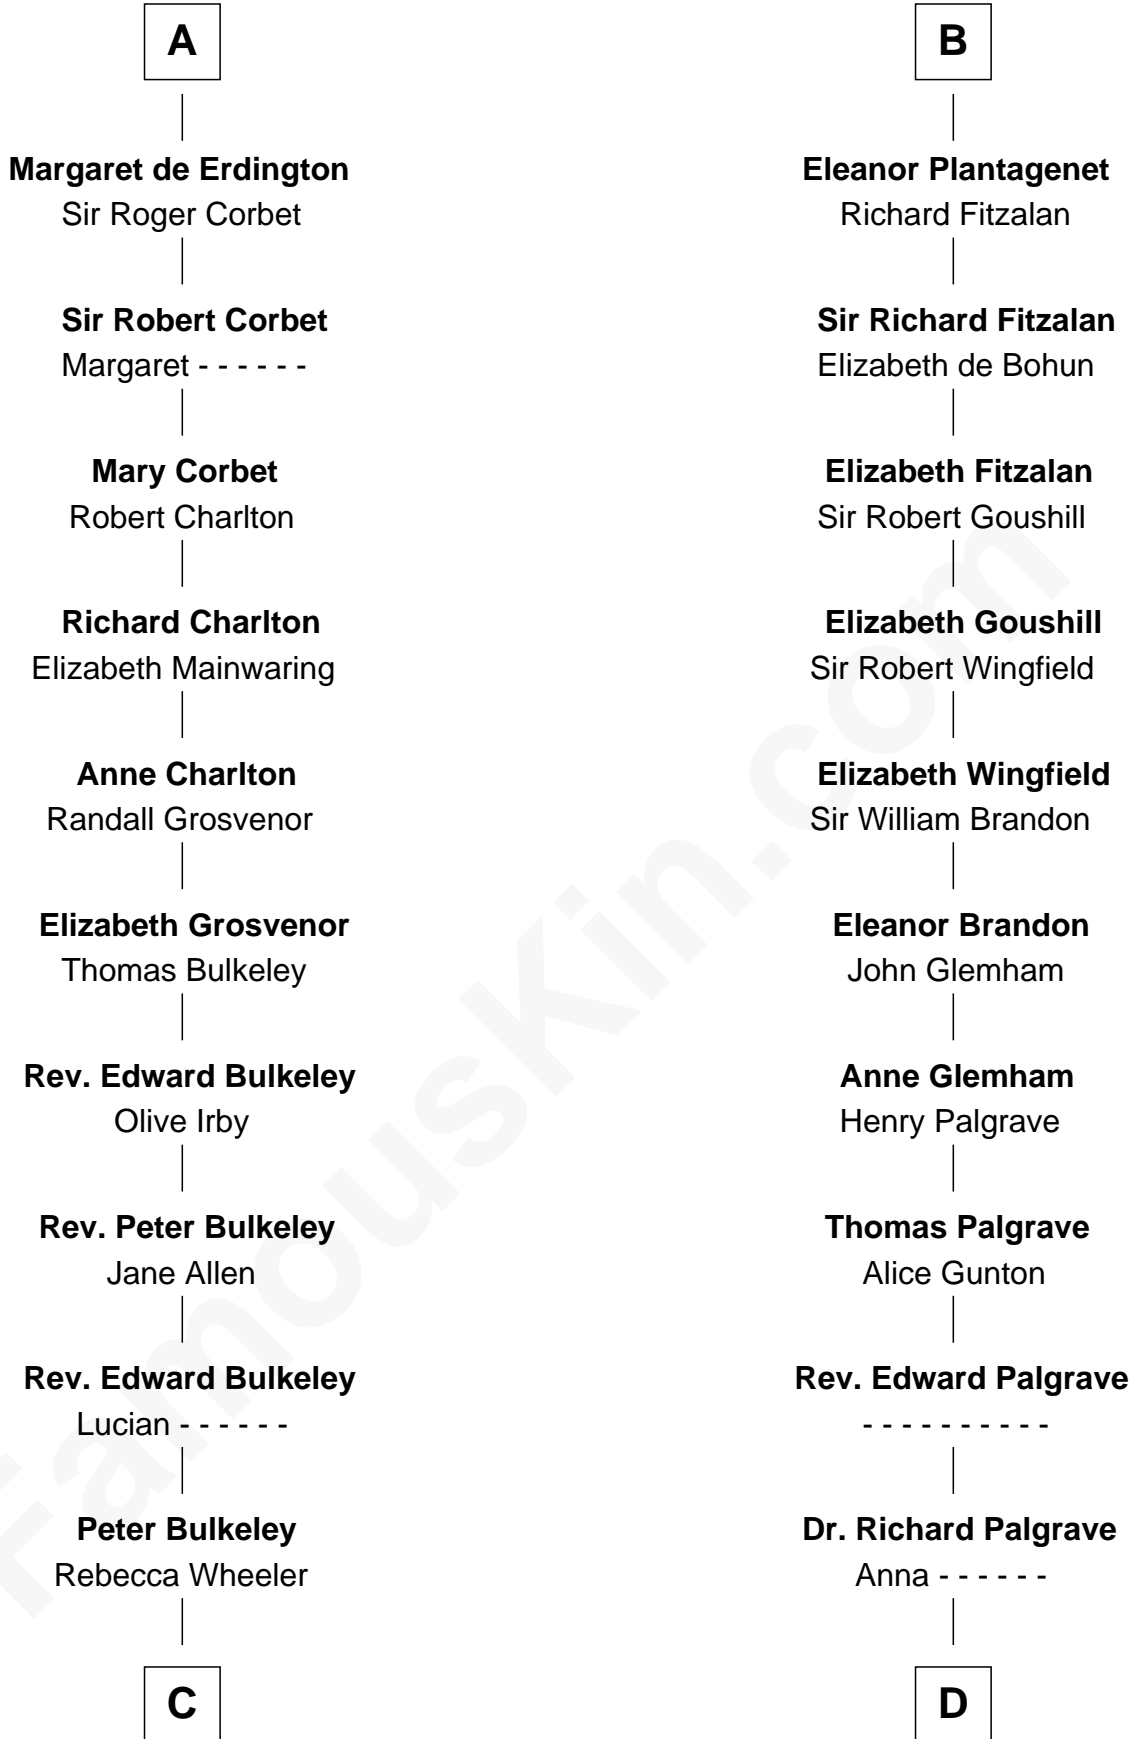 A
Margaret de Erdington
Sir Roger Corbet
Sir Robert Corbet
Margaret - - - - - -
Mary Corbet
Robert Charlton
Richard Charlton
Elizabeth Mainwaring
Anne Charlton
Randall Grosvenor
Elizabeth Grosvenor
Thomas Bulkeley
Rev. Edward Bulkeley
Olive Irby
Rev. Peter Bulkeley
Jane Allen
Rev. Edward Bulkeley
Lucian - - - - - -
Peter Bulkeley
Rebecca Wheeler
C
B
Eleanor Plantagenet
Richard Fitzalan
Sir Richard Fitzalan
Elizabeth de Bohun
Elizabeth Fitzalan
Sir Robert Goushill
Elizabeth Goushill
Sir Robert Wingfield
Elizabeth Wingfield
Sir William Brandon
Eleanor Brandon
John Glemham
Anne Glemham
Henry Palgrave
Thomas Palgrave
Alice Gunton
Rev. Edward Palgrave
- - - - - - - - - -
Dr. Richard Palgrave
Anna - - - - - -
D
FamousKin.com